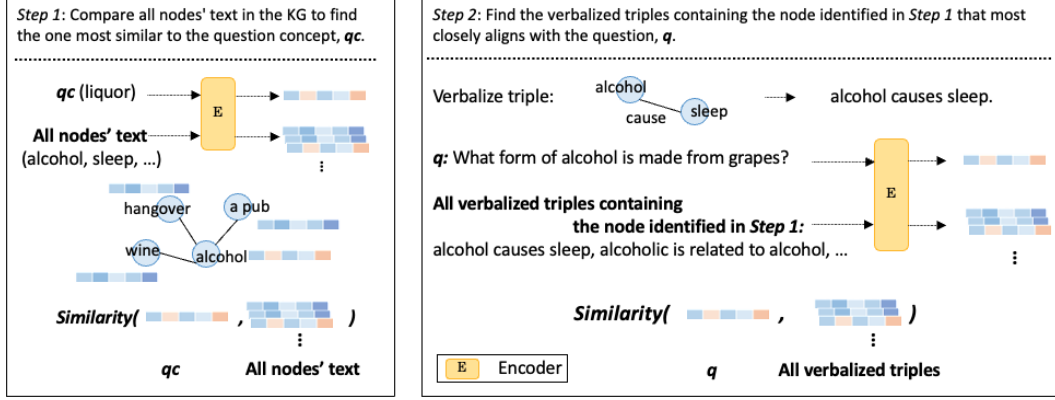 Step 1: Compare all nodes' text in the KG to find
the one most similar to the question concept, qc.
qc (liquor)
E
All nodes' text
(alcohol, sleep, ...)
hangover
a pub
wine
alcohol
Similarity( , )
qc
All nodes' text
Step 2: Find the verbalized triples containing the node identified in Step 1 that most
closely aligns with the question, q.
Verbalize triple:
alcohol
cause
sleep
alcohol causes sleep.
q: What form of alcohol is made from grapes?
E
All verbalized triples containing
the node identified in Step 1:
alcohol causes sleep, alcoholic is related to alcohol, ...
Similarity( , )
E Encoder
q
All verbalized triples